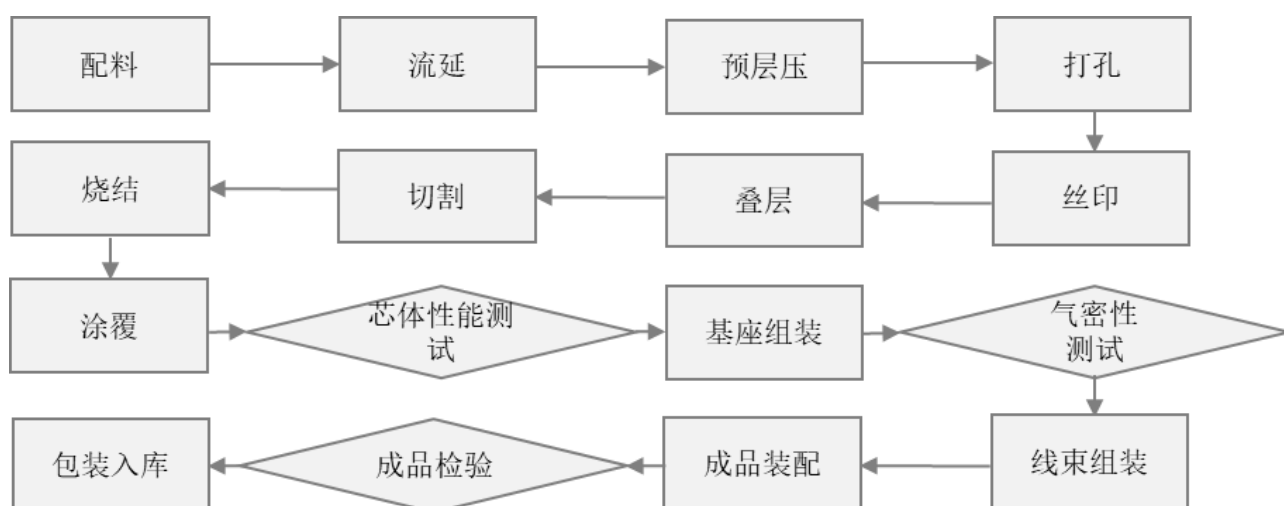 配料
流延
预层压
打孔
烧结
切割
叠层
丝印
涂覆
芯体性能测
试
基座组装
气密性
测试
包装入库
成品检验
成品装配
线束组装